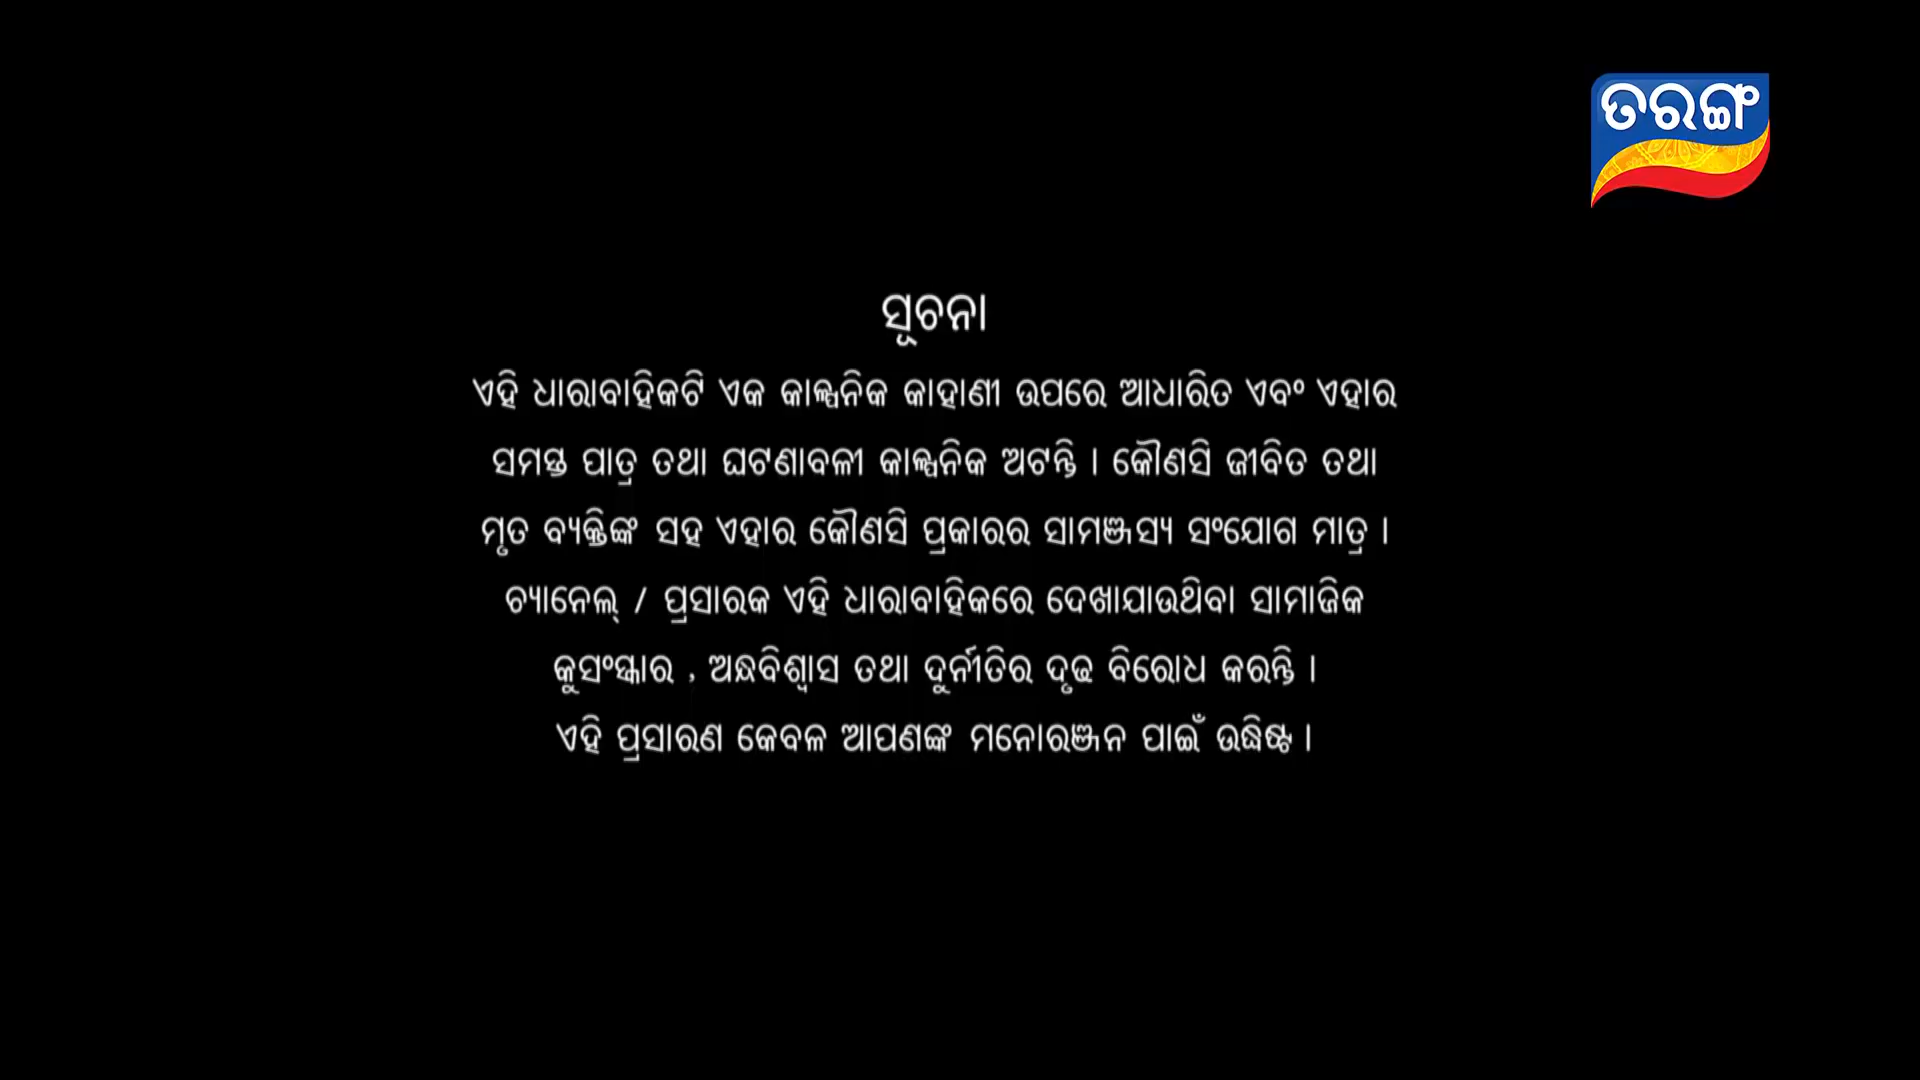 ତରଙ୍ଗ
ସୂଚନା
ଏହି ଧାରାବାହିକଟି ଏକ କାଳ୍ପନିକ କାହାଣୀ ଉପରେ ଆଧାରିତ ଏବଂ ଏହାର
ସମସ୍ତ ପାତ୍ର ତଥା ଘଟଣାବଳୀ କାଳ୍ପନିକ ଅଟନ୍ତି ।  କୌଣସି ଜୀବିତ ତଥା
ମୃତ ବ୍ୟକ୍ତିଙ୍କ ସହ ଏହାର କୌଣସି ପ୍ରକାରର ସାମଞ୍ଜସ୍ୟ ସଂଯୋଗ ମାତ୍ର ।
ଚ୍ୟାନେଲ୍ / ପ୍ରସାରକ ଏହି ଧାରାବାହିକରେ ଦେଖାଯାଉଥିବା ସାମାଜିକ
କୁସଂସ୍କାର , ଅନ୍ଧବିଶ୍ୱାସ ତଥା ଦୁର୍ନୀତିର ଦୃଢ ବିରୋଧ କରନ୍ତି ।
ଏହି ପ୍ରସାରଣ କେବଳ ଆପଣଙ୍କ ମନୋରଞ୍ଜନ ପାଇଁ ଉଦ୍ଧିଷ୍ଟ ।